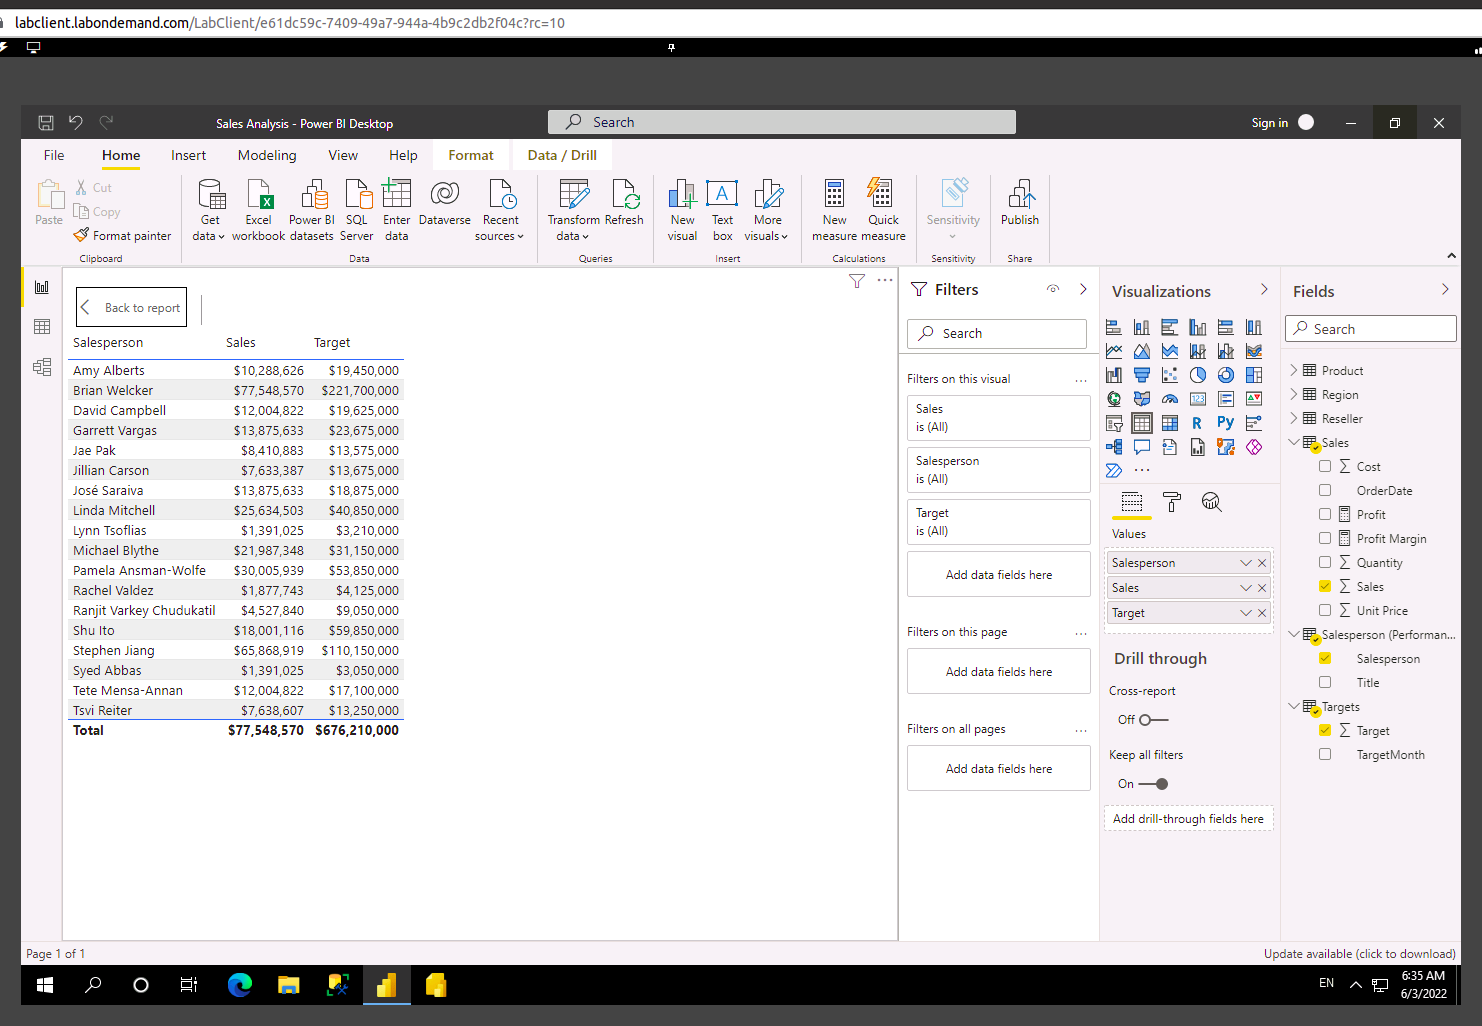 labclient.labondemand.com/LabClient/e61dc59c-7409-49a7-944a-4b9c2db2f04c?rc=10
Sales Analysis - Power BI Desktop
Search
Sign in
File Home Insert Modeling View Help Format Data / Drill
Paste
Cut
Copy
Format painter
Clipboard
Get data
Excel workbook
Power BI datasets
SQL Server
Enter data
Dataverse
Recent sources
Data
Transform data
Refresh
Queries
New visual
A
Text box
More visuals
Insert
New measure
Quick measure
Calculations
Sensitivity
Sensitivity
Publish
Share
Back to report
Salesperson Sales Target
Amy Alberts $10,288,626 $19,450,000
Brian Welcker $77,548,570 $221,700,000
David Campbell $12,004,822 $19,625,000
Garrett Vargas $13,875,633 $23,675,000
Jae Pak $8,410,883 $13,575,000
Jillian Carson $7,633,387 $13,675,000
José Saraiva $13,875,633 $18,875,000
Linda Mitchell $25,634,503 $40,850,000
Lynn Tsoflias $1,391,025 $3,210,000
Michael Blythe $21,987,348 $31,150,000
Pamela Ansman-Wolfe $30,005,939 $53,850,000
Rachel Valdez $1,877,743 $4,125,000
Ranjit Varkey Chudukatil $4,527,840 $9,050,000
Shu Ito $18,001,116 $59,850,000
Stephen Jiang $65,868,919 $110,150,000
Syed Abbas $1,391,025 $3,050,000
Tete Mensa-Annan $12,004,822 $17,100,000
Tsvi Reiter $7,638,607 $13,250,000
Total $77,548,570 $676,210,000
Filters
Search
Filters on this visual
Sales
is (All)
Salesperson
is (All)
Target
is (All)
Add data fields here
Filters on this page
Add data fields here
Filters on all pages
Add data fields here
Visualizations
123
R Py
Values
Salesperson
Sales
Target
Drill through
Cross-report
Off
Keep all filters
On
Add drill-through fields here
Fields
Search
Product
Region
Reseller
Sales
Σ Cost
OrderDate
Profit
Profit Margin
Σ Quantity
Σ Sales
Σ Unit Price
Salesperson (Performan...
Salesperson
Title
Targets
Σ Target
TargetMonth
Page 1 of 1
Update available (click to download)
EN
6:35 AM
6/3/2022